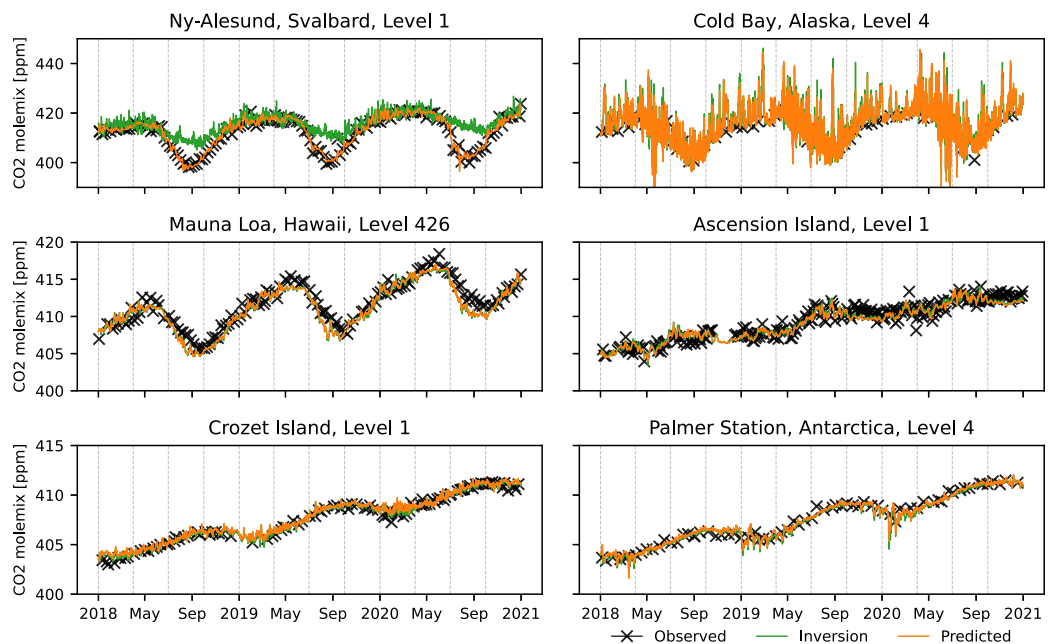 Ny-Alesund, Svalbard, Level 1
Cold Bay, Alaska, Level 4
CO2 molemix [ppm]
440
420
400
Mauna Loa, Hawaii, Level 426
Ascension Island, Level 1
CO2 molemix [ppm]
420
415
410
405
400
Crozet Island, Level 1
Palmer Station, Antarctica, Level 4
CO2 molemix [ppm]
415
410
405
400
2018 May Sep 2019 May Sep 2020 May Sep 2021
2018 May Sep 2019 May Sep 2020 May Sep 2021
Observed Inversion Predicted